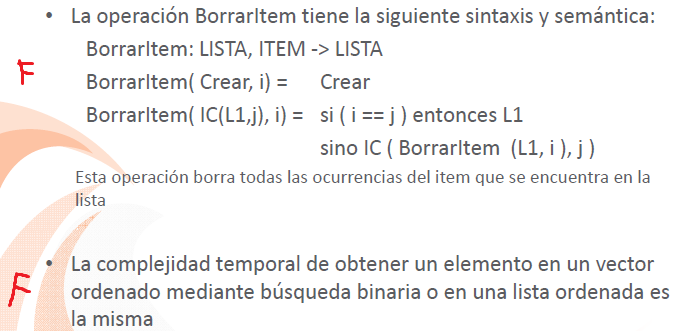 • La operación BorrarItem tiene la siguiente sintaxis y semántica:
BorrarItem: LISTA, ITEM -> LISTA
F
BorrarItem( Crear, i) = Crear
BorrarItem( IC(L1,j), i) = si ( i == j ) entonces L1
sino IC ( BorrarItem (L1, i ), j )
Esta operación borra todas las ocurrencias del item que se encuentra en la
lista
F
• La complejidad temporal de obtener un elemento en un vector
ordenado mediante búsqueda binaria o en una lista ordenada es
la misma